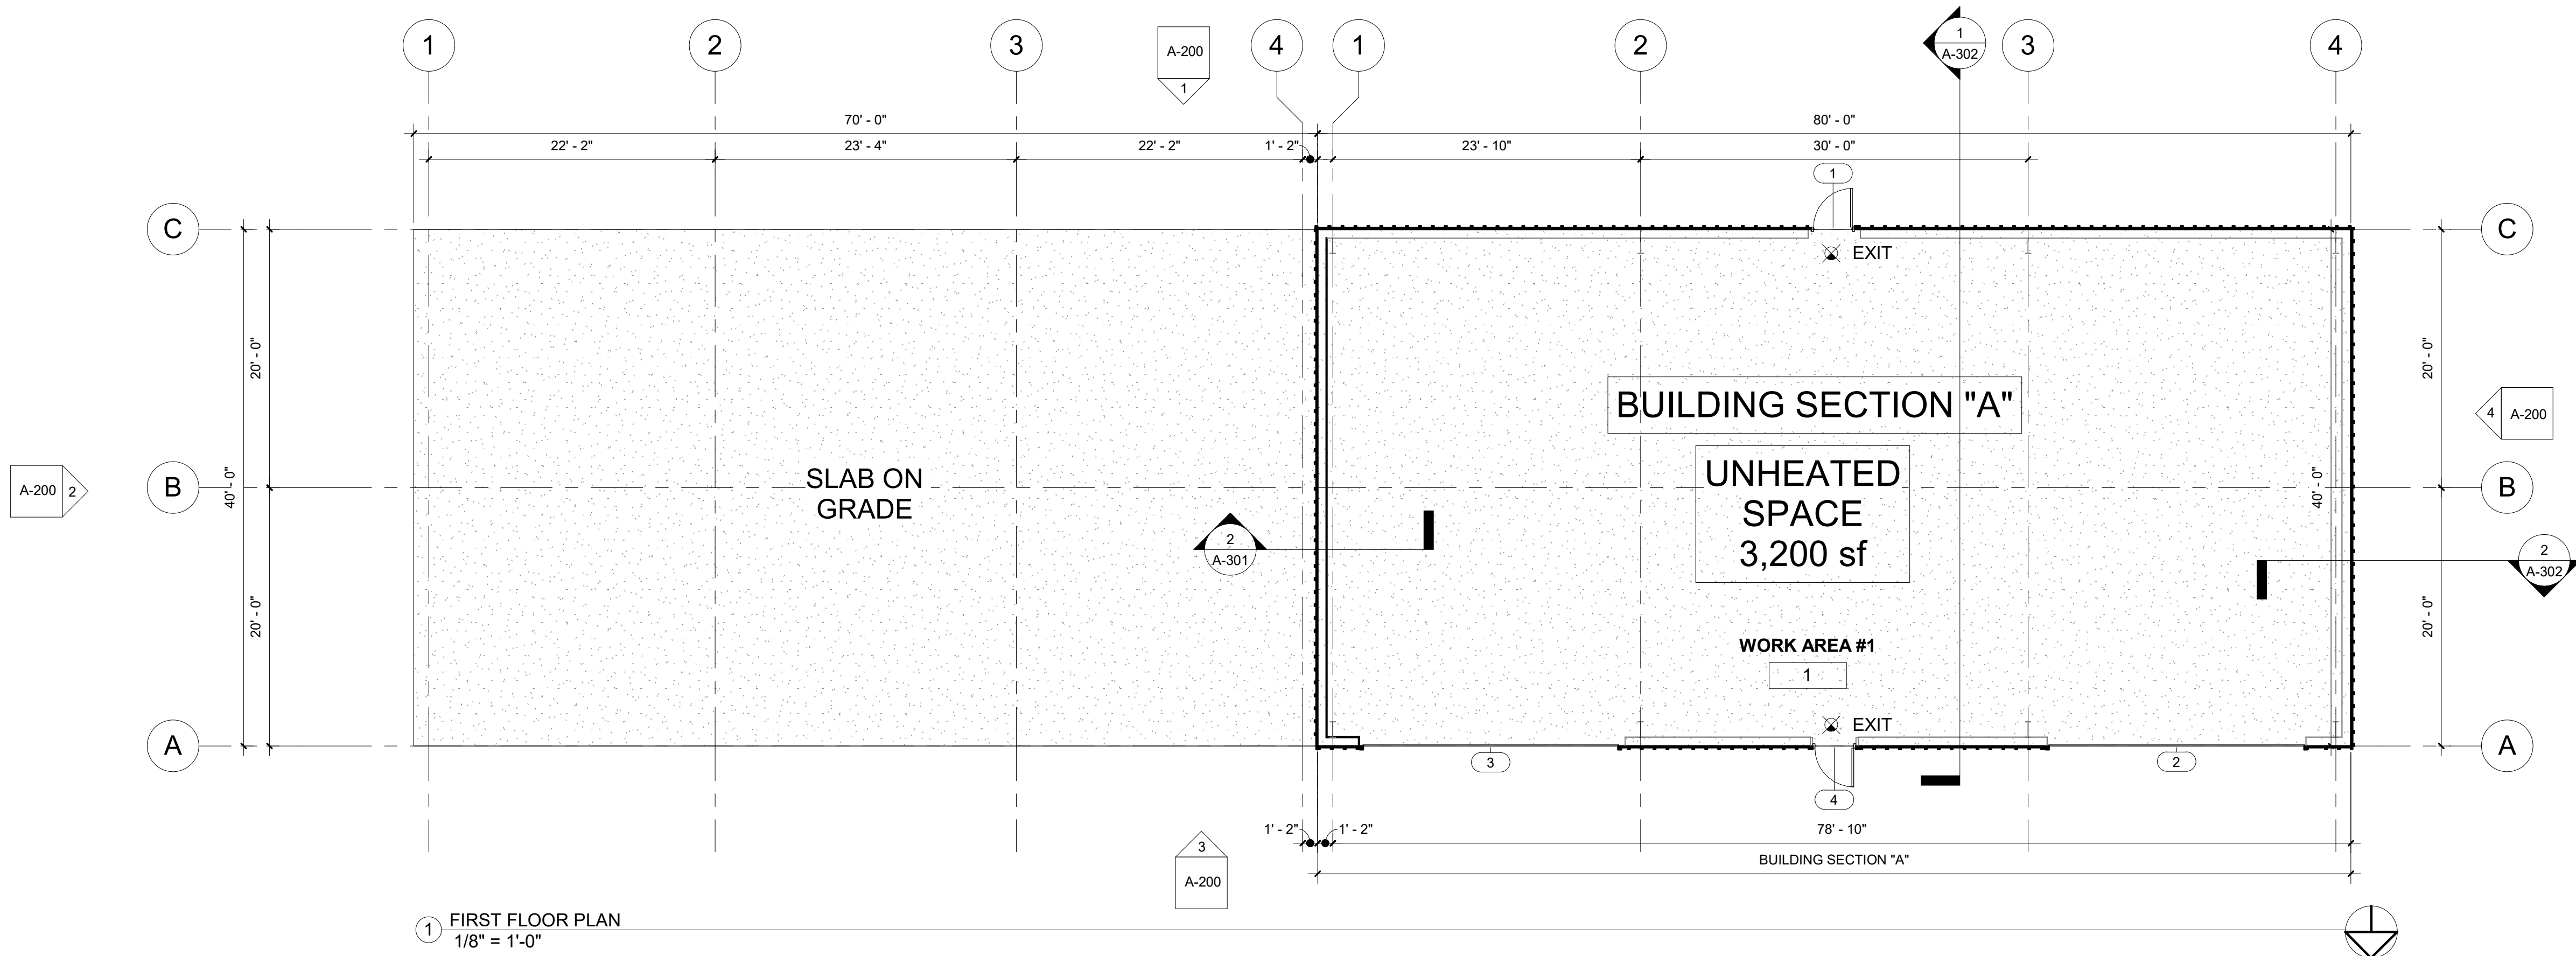 1 2 3 4 1 2 3 4
A-200
1
1
A-302
70' - 0" 80' - 0"
22' - 2" 23' - 4" 22' - 2" 1' - 2" 23' - 10" 30' - 0"
1
C C
EXIT
20' - 0" 20' - 0"
BUILDING SECTION "A"
4 A-200
SLAB ON
GRADE
UNHEATED
SPACE
3,200 sf
A-200 2
B B
40' - 0" 40' - 0"
2
A-301
2
A-302
20' - 0" 20' - 0"
WORK AREA #1
1
EXIT
A A
3 2
4
1' - 2" 1' - 2" 78' - 10"
BUILDING SECTION "A"
3
A-200
1 FIRST FLOOR PLAN
1/8" = 1'-0"